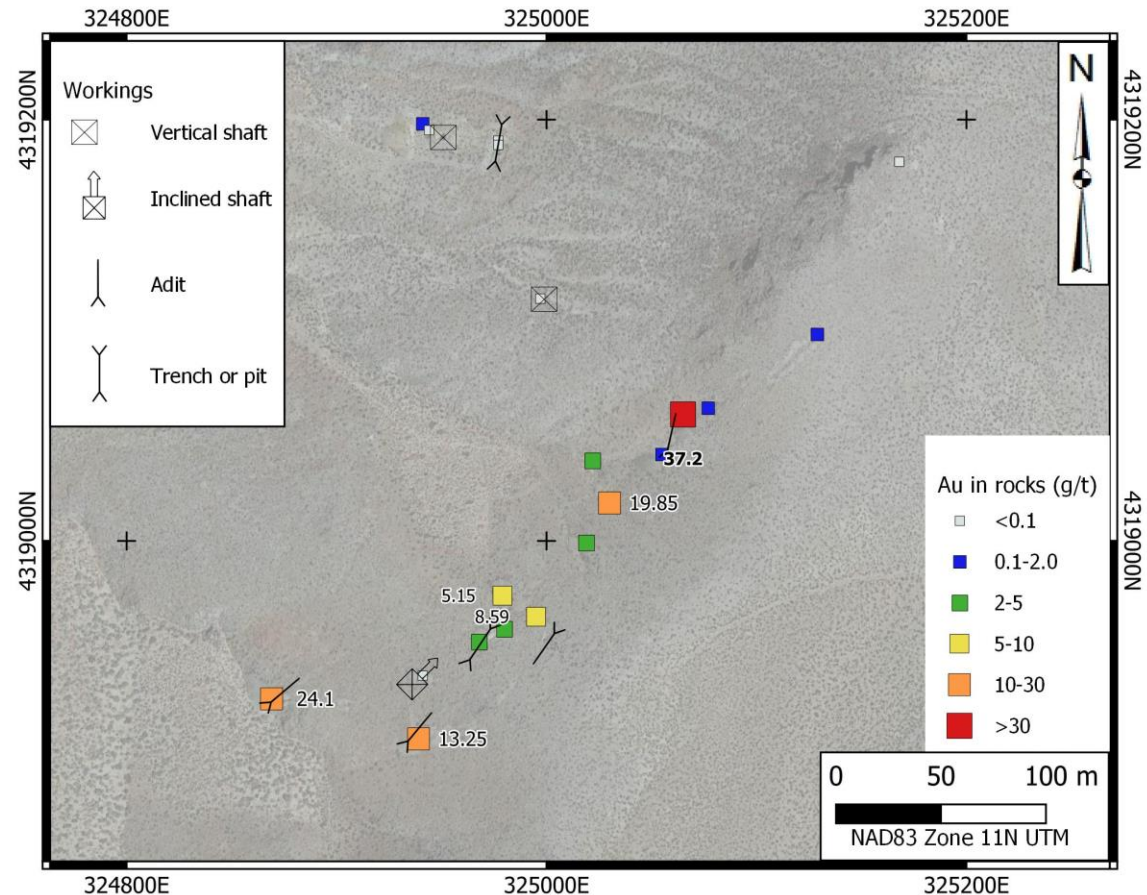 324800E 325000E 325200E
N
Workings
Vertical shaft
Inclined shaft
Adit
Trench or pit
4319200N
4319200N
37.2
19.85
5.15
8.59
24.1
13.25
4319000N
4319000N
Au in rocks (g/t)
<0.1
0.1-2.0
2-5
5-10
10-30
>30
0 50 100 m
NAD83 Zone 11N UTM
324800E 325000E 325200E